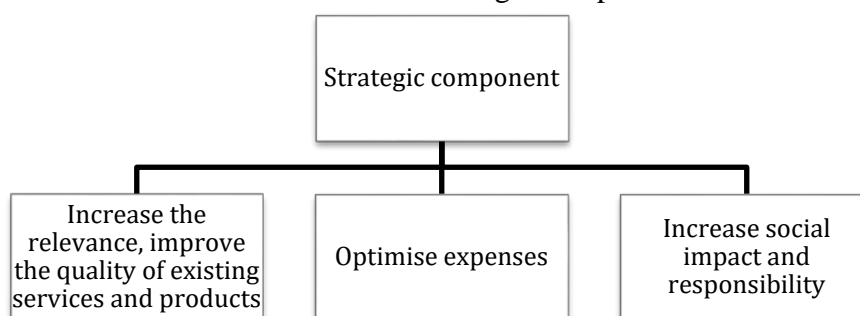 Strategic component
Increase the
relevance, improve
the quality of existing
services and products
Optimise expenses
Increase social
impact and
responsibility